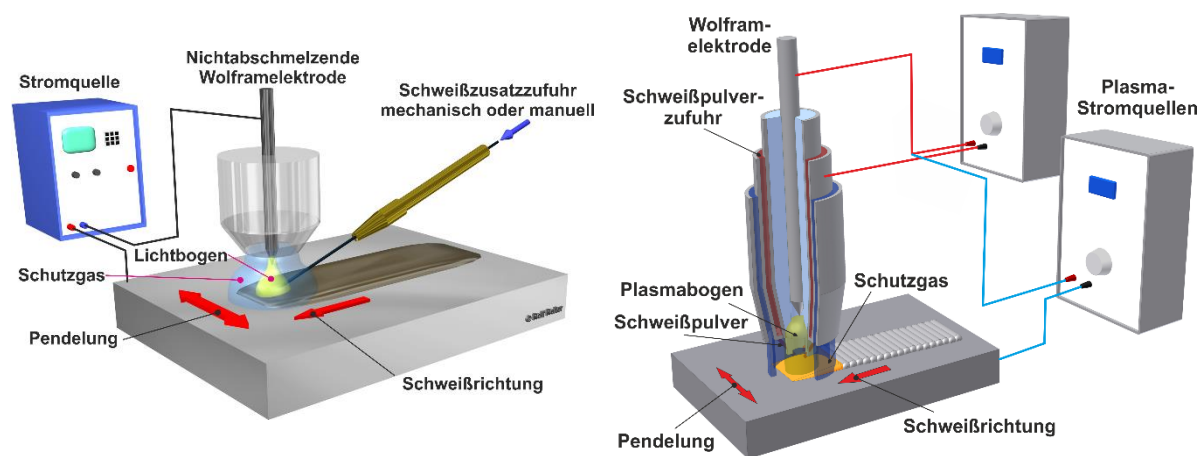 Stromquelle
Nichtabschmelzende
Wolframelektrode
Schweißzusatzzufuhr
mechanisch oder manuell
Lichtbogen
Schutzgas
Pendelung
Schweißrichtung
Wolfram-
elektrode
Schweißpulver-
zufuhr
Plasma-
Stromquellen
Plasmabogen
Schutzgas
Schweißpulver
Pendelung
Schweißrichtung